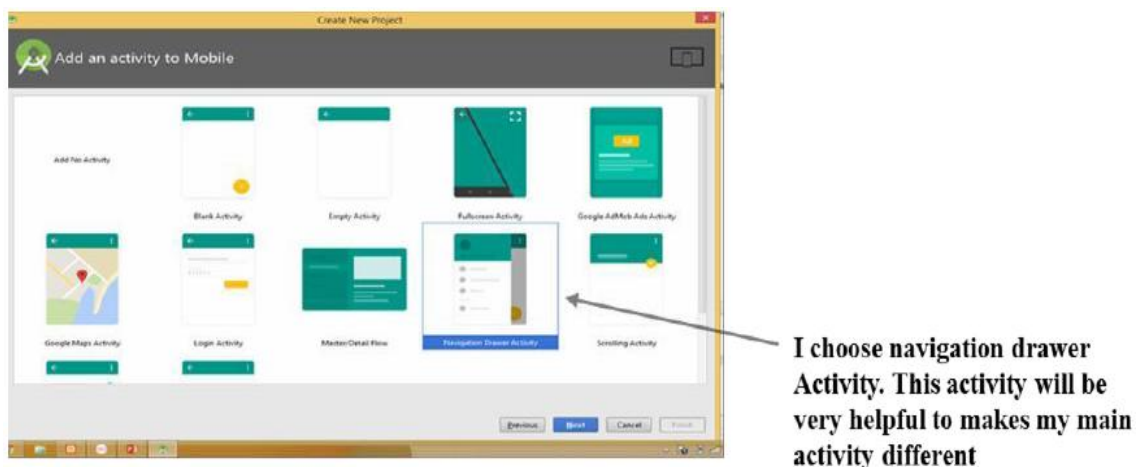 Create New Project
Add an activity to Mobile
Add No Activity
Blank Activity
Empty Activity
Fullscreen Activity
Google AdMob Ads Activity
Google Maps Activity
Login Activity
Master/Detail Flow
Navigation Drawer Activity
Scrolling Activity
Previous
Next
Cancel
Finish
I choose navigation drawer
Activity. This activity will be
very helpful to makes my main
activity different